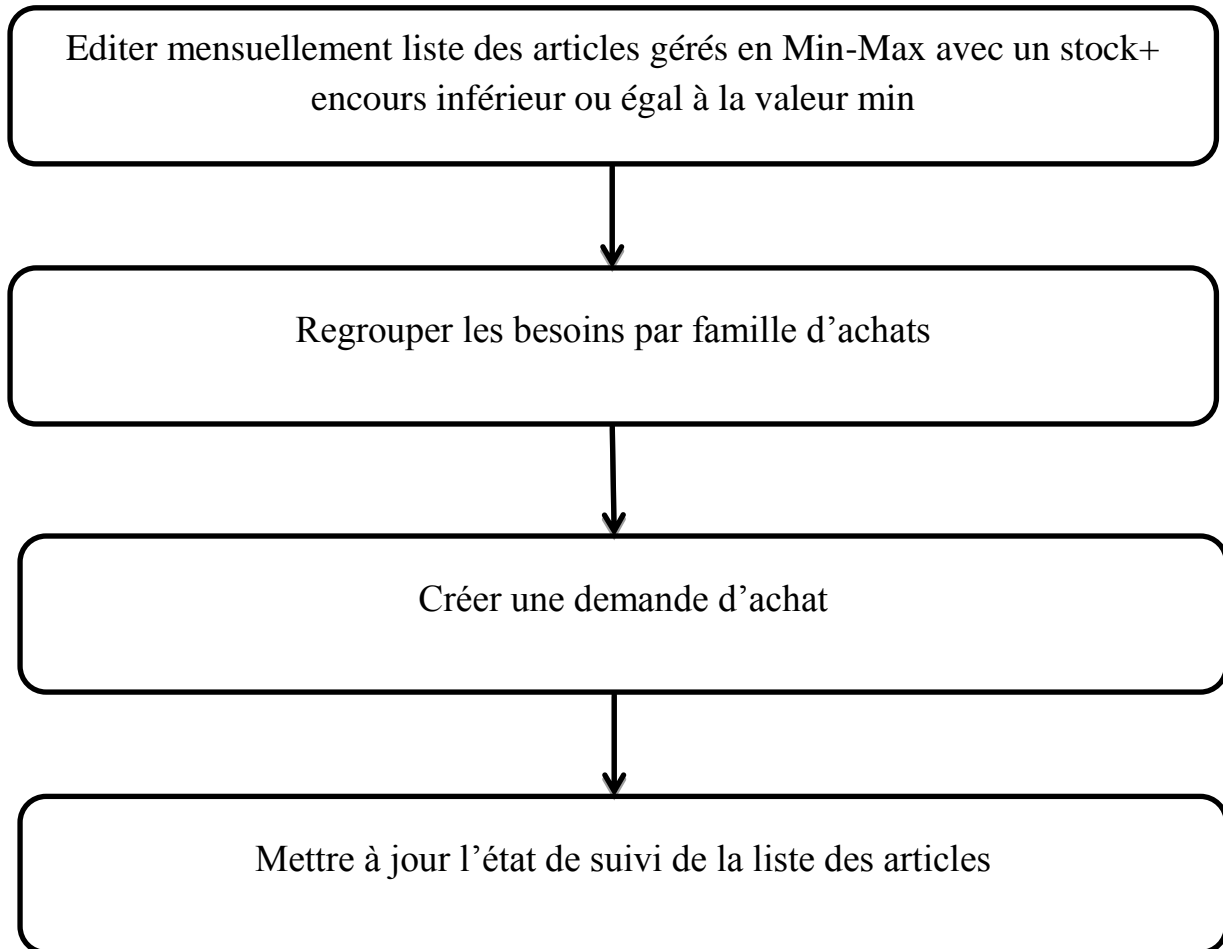 Editer mensuellement liste des articles gérés en Min-Max avec un stock+
encours inférieur ou égal à la valeur min
Regrouper les besoins par famille d’achats
Créer une demande d’achat
Mettre à jour l’état de suivi de la liste des articles